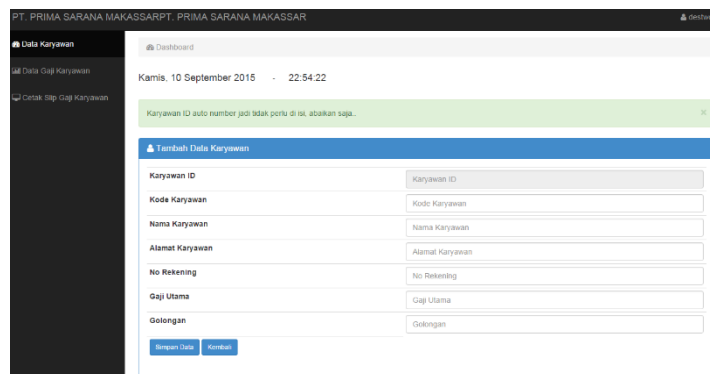 PT. PRIMA SARANA MAKASSARPT. PRIMA SARANA MAKASSAR
Data Karyawan
Data Gaji Karyawan
Cetak Slip Gaji Karyawan
Dashboard
Kamis, 10 September 2015 - 22:54:22
Karyawan ID auto number jadi tidak perlu di isi, abaikan saja..
×
Tambah Data Karyawan
Karyawan ID
Karyawan ID
Kode Karyawan
Kode Karyawan
Nama Karyawan
Nama Karyawan
Alamat Karyawan
Alamat Karyawan
No Rekening
No Rekening
Gaji Utama
Gaji Utama
Golongan
Golongan
Simpan Data
Kembali